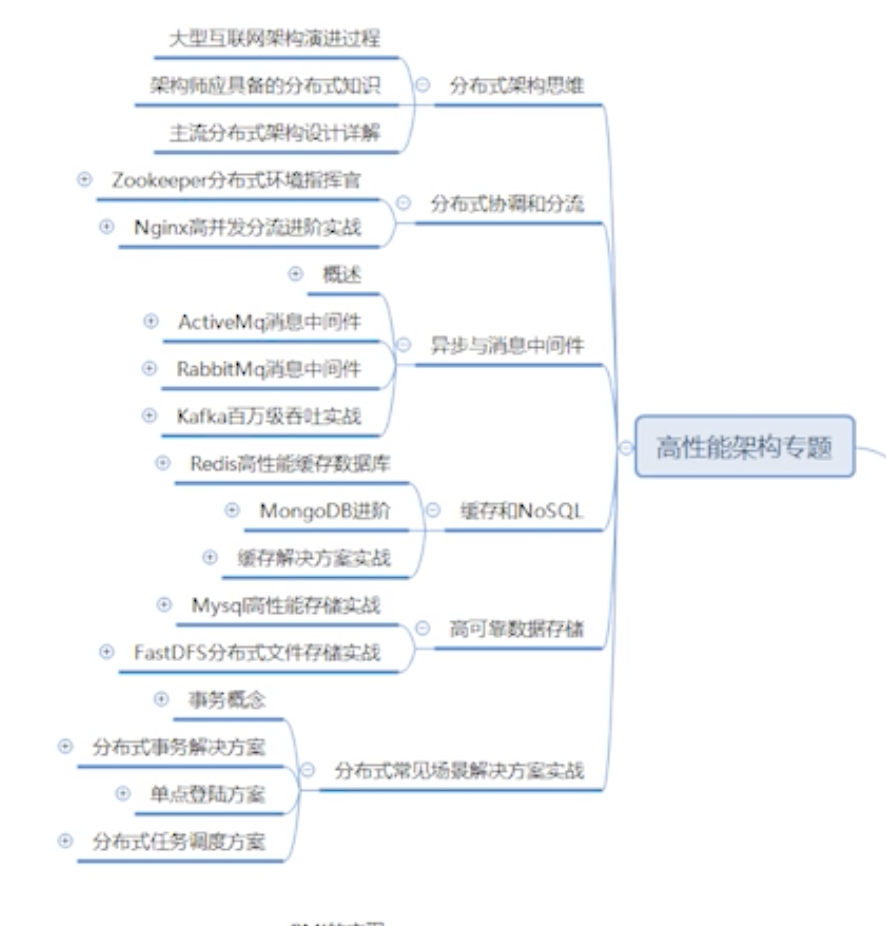 大型互联网架构演进过程
架构师应具备的分布式知识
分布式架构思维
主流分布式架构设计详解
Zookeeper分布式环境指挥官
分布式协调和分流
Nginx高并发分流进阶实战
概述
ActiveMq消息中间件
异步与消息中间件
RabbitMq消息中间件
Kafka百万级吞吐实战
高性能架构专题
Redis高性能缓存数据库
MongoDB进阶
缓存和NoSQL
缓存解决方案实战
Mysql高性能存储实战
高可靠数据存储
FastDFS分布式文件存储实战
事务概念
分布式事务解决方案
分布式常见场景解决方案实战
单点登陆方案
分布式任务调度方案